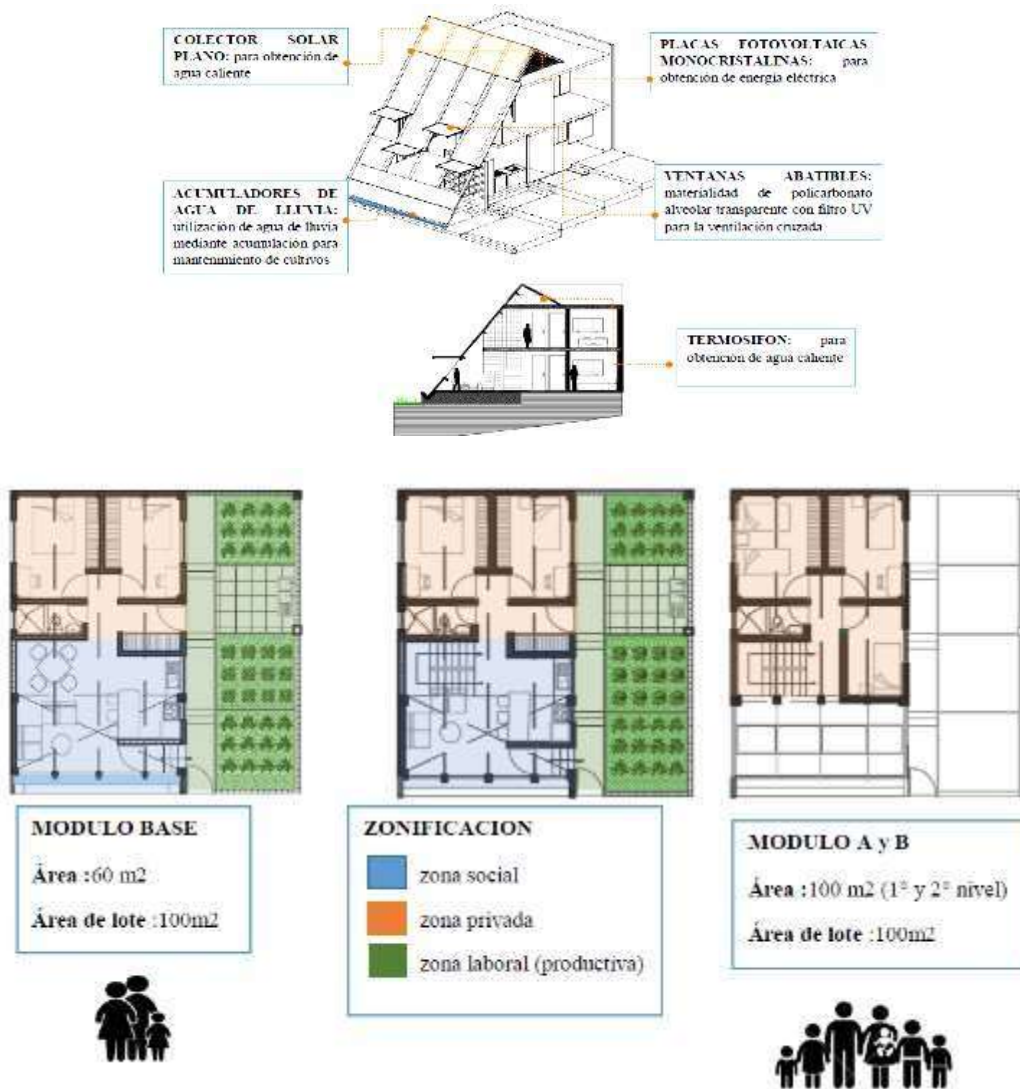 COLECTOR SOLAR
PLANO: para obtención de
agua caliente
PLACAS FOTOVOLTAICAS
MONOCRISTALINAS: para
obtención de energía eléctrica
ACUMULADORES DE
AGUA DE LLUVIA:
utilización de agua de lluvia
mediante acumulación para
mantenimiento de cultivos
VENTANAS ABATIBLES:
materialidad de policarbonato
alveolar transparente con filtro UV
para la ventilación cruzada
TERMOSIFON: para
obtención de agua caliente
MODULO BASE
Área :60 m2
Área de lote :100m2
ZONIFICACION
zona social
zona privada
zona laboral (productiva)
MODULO A y B
Área :100 m2 (1° y 2° nivel)
Área de lote :100m2